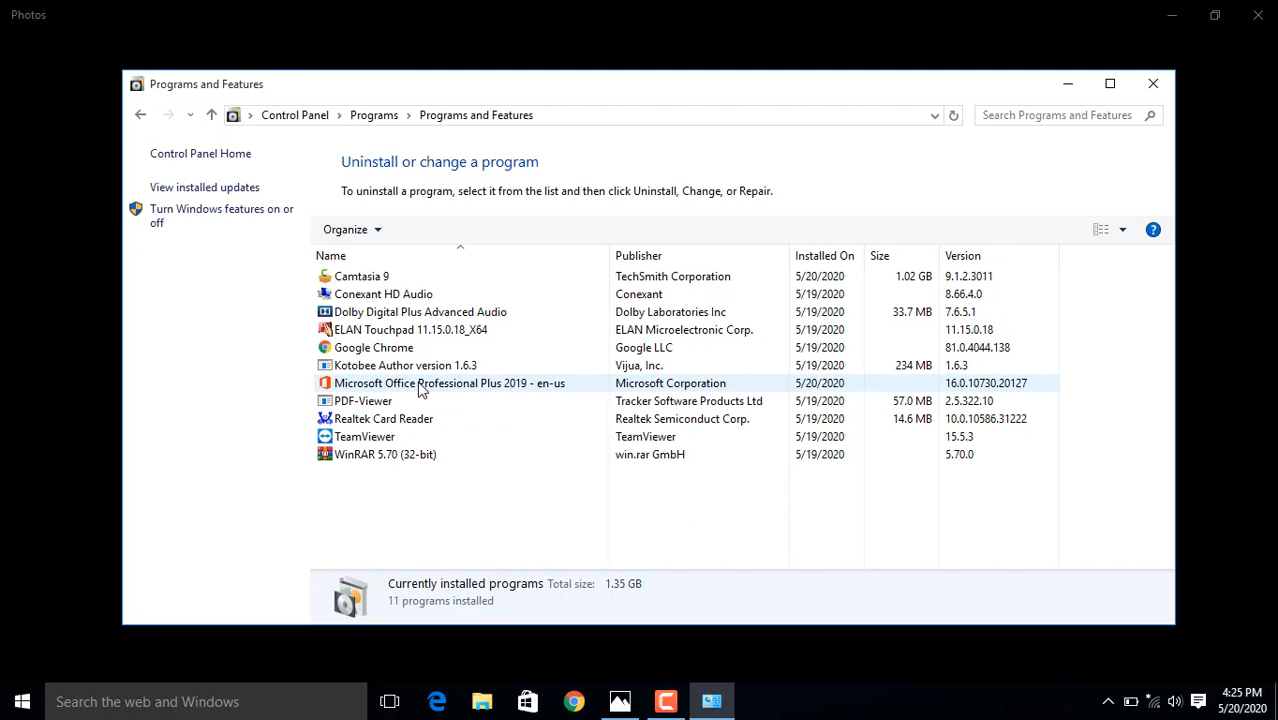 Photos
Programs and Features
Control Panel Programs Programs and Features
Search Programs and Features
Control Panel Home
View installed updates
Turn Windows features on or off
Uninstall or change a program
To uninstall a program, select it from the list and then click Uninstall, Change, or Repair.
Organize
Name Publisher Installed On Size Version
Camtasia 9 TechSmith Corporation 5/20/2020 1.02 GB 9.1.2.3011
Conexant HD Audio Conexant 5/19/2020 8.66.4.0
Dolby Digital Plus Advanced Audio Dolby Laboratories Inc 5/19/2020 33.7 MB 7.6.5.1
ELAN Touchpad 11.15.0.18_X64 ELAN Microelectronic Corp. 5/19/2020 11.15.0.18
Google Chrome Google LLC 5/19/2020 81.0.4044.138
Kotobee Author version 1.6.3 Vijua, Inc. 5/19/2020 234 MB 1.6.3
Microsoft Office Professional Plus 2019 - en-us Microsoft Corporation 5/20/2020 16.0.10730.20127
PDF-Viewer Tracker Software Products Ltd 5/19/2020 57.0 MB 2.5.322.10
Realtek Card Reader Realtek Semiconduct Corp. 5/19/2020 14.6 MB 10.0.10586.31222
TeamViewer TeamViewer 5/19/2020 15.5.3
WinRAR 5.70 (32-bit) win.rar GmbH 5/19/2020 5.70.0
Currently installed programs Total size: 1.35 GB
11 programs installed
Search the web and Windows
4:25 PM
5/20/2020